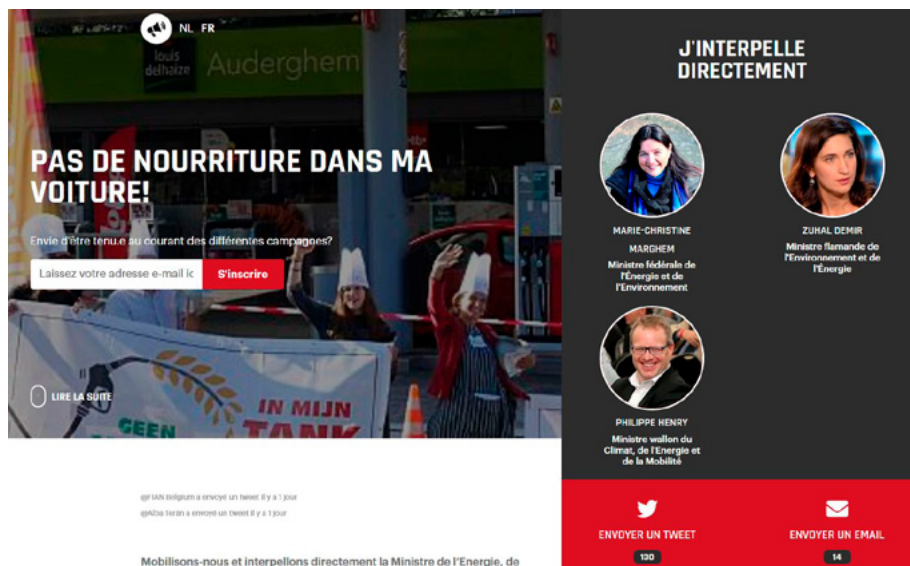 NL FR
louis
delhaize
Auderghem
PAS DE NOURRITURE DANS MA
VOITURE!
Envie d'être tenu.e au courant des différentes campagnes?
Laissez votre adresse e-mail ic
S'inscrire
LIRE LA SUITE
GEEN
IN MIJN
TANK
@FIAN Belgium a envoyé un tweet il y a 1 jour
@Alba Teran a envoyé un tweet il y a 1 jour
Mobilisons-nous et interpellons directement la Ministre de l'Energie, de
J'INTERPELLE
DIRECTEMENT
MARIE-CHRISTINE
MARGHEM
Ministre fédérale de
l'Énergie et de
l'Environnement
ZUHAL DEMIR
Ministre flamande de
l'Environnement et de
l'Énergie
PHILIPPE HENRY
Ministre wallon du
Climat, de l'Energie et
de la Mobilité
ENVOYER UN TWEET
130
ENVOYER UN EMAIL
14